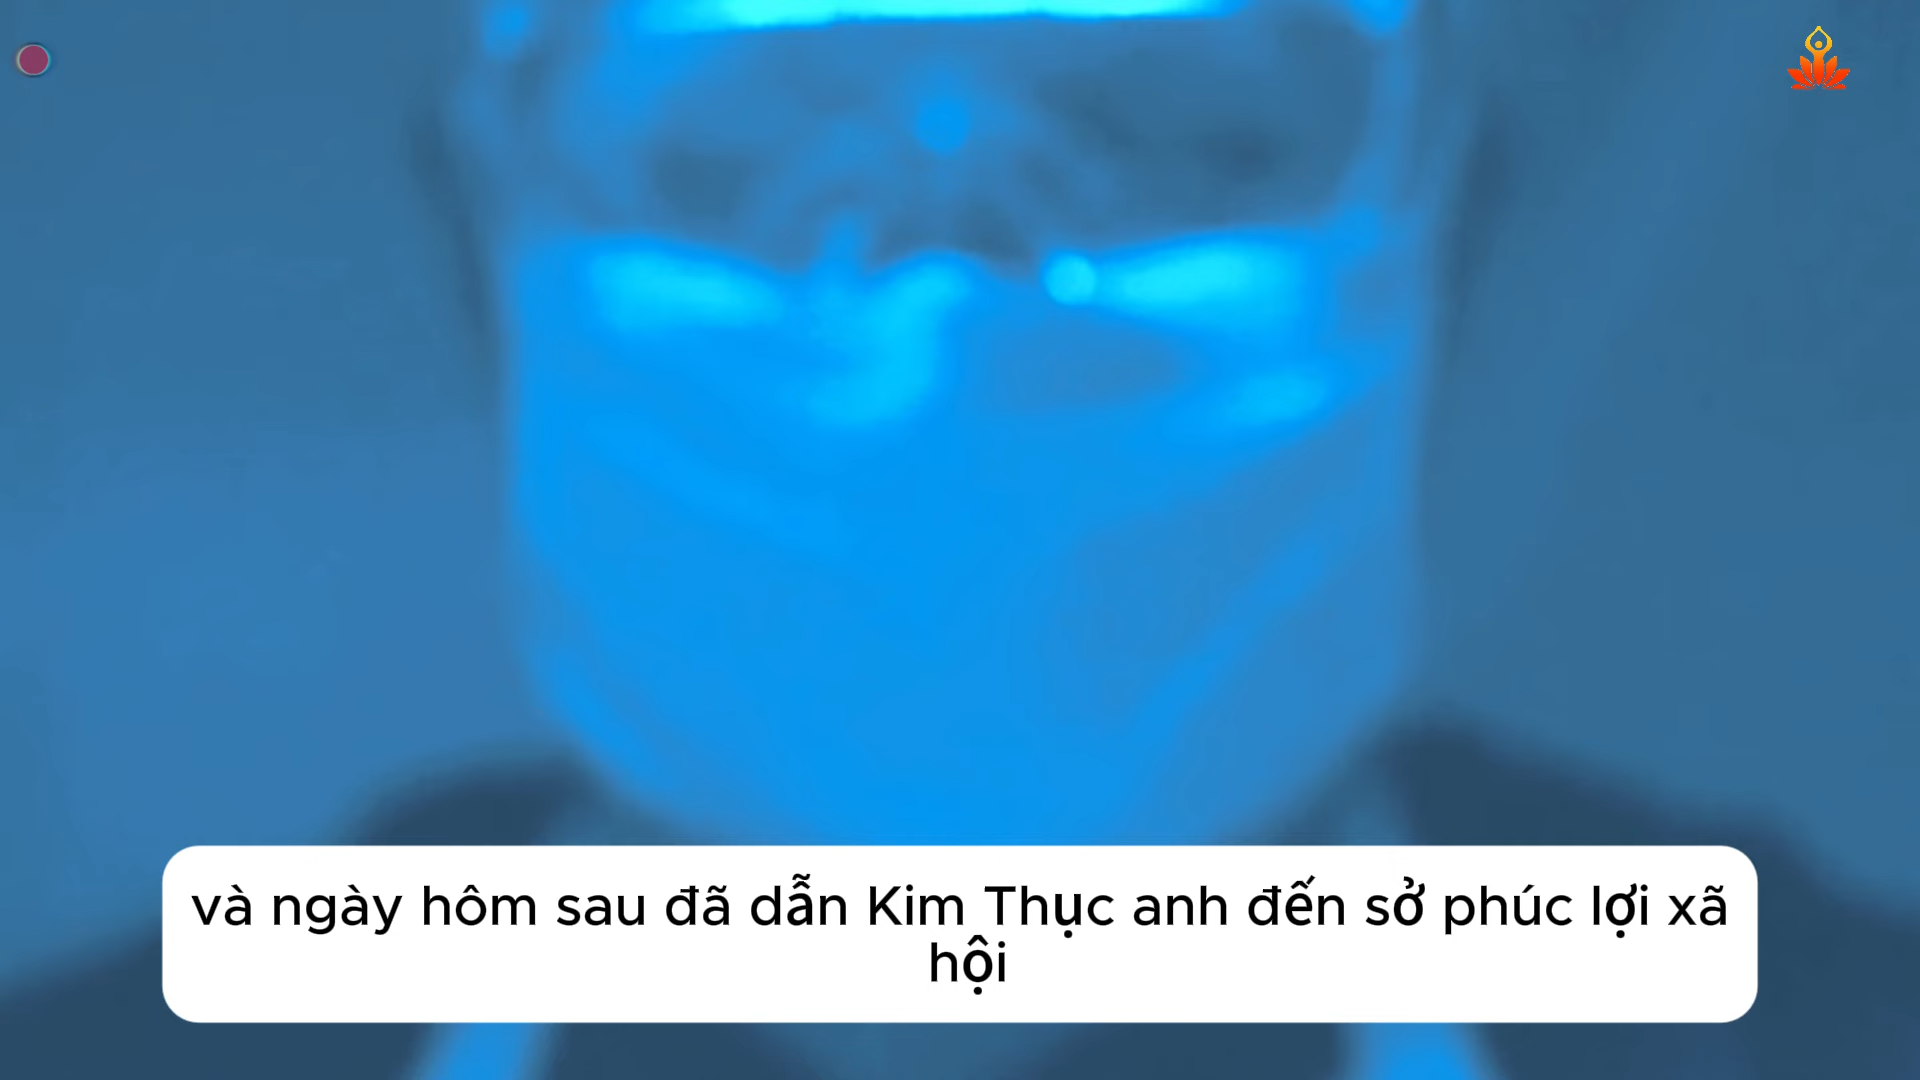 và ngày hôm sau đã dẫn Kim Thục anh đến sở phúc lợi xã
hội